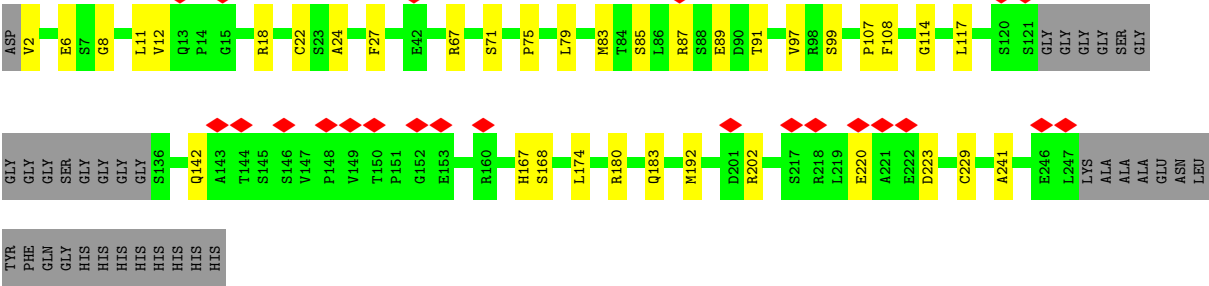 ASP V2 E6 S7 G8 L11 V12 Q13 P14 G15 R18 C22 S23 A24 F27 E42 R67 S71 P75 L79 M83 T84 S85 L86 R87 S88 E89 D90 T91 V97 R98 S99 P107 F108 G114 L117 S120 S121 GLY GLY GLY GLY SER GLY
GLY GLY GLY SER GLY GLY GLY GLY S136 Q142 A143 T144 S145 S146 V147 P148 V149 T150 P151 G152 E153 R160 H167 S168 L174 R180 Q183 M192 D201 R202 S217 R218 L219 E220 A221 E222 D223 C229 A241 E246 L247 LYS ALA ALA ALA GLU ASN LEU
TYR PHE GLN GLY HIS HIS HIS HIS HIS HIS HIS HIS